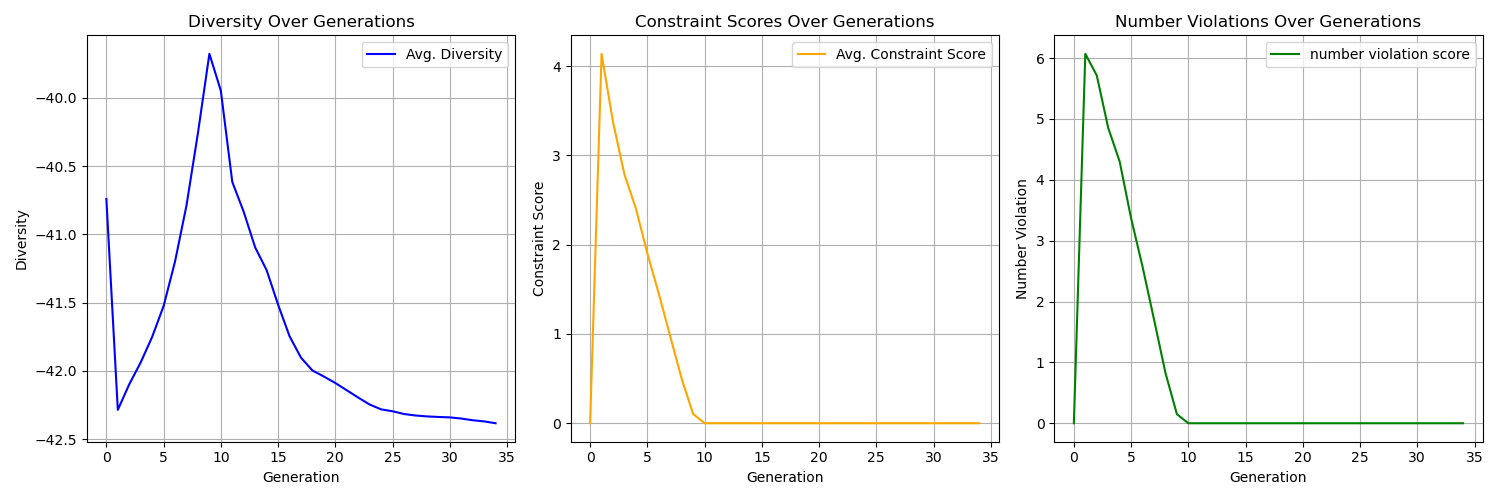 Diversity Over Generations
Avg. Diversity
−40.0
−40.5
−41.0
−41.5
−42.0
−42.5
Diversity
0 5 10 15 20 25 30 35
Generation
Constraint Scores Over Generations
Avg. Constraint Score
4
3
2
1
0
Constraint Score
0 5 10 15 20 25 30 35
Generation
Number Violations Over Generations
number violation score
6
5
4
3
2
1
0
Number Violation
0 5 10 15 20 25 30 35
Generation